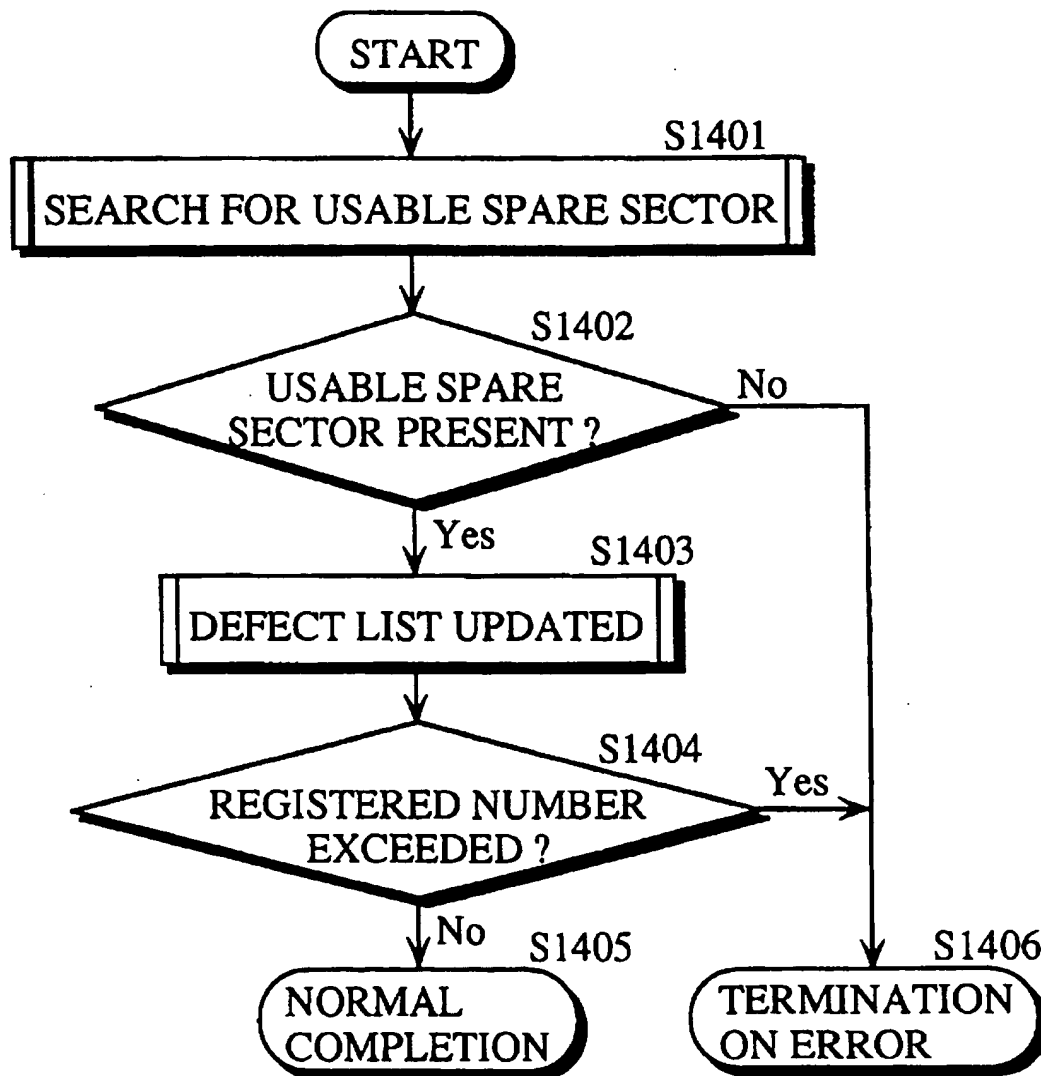 START
S1401
SEARCH FOR USABLE SPARE SECTOR
S1402
USABLE SPARE
SECTOR PRESENT ?
No
Yes
S1403
DEFECT LIST UPDATED
S1404
REGISTERED NUMBER
EXCEEDED ?
Yes
No
S1405
NORMAL
COMPLETION
S1406
TERMINATION
ON ERROR